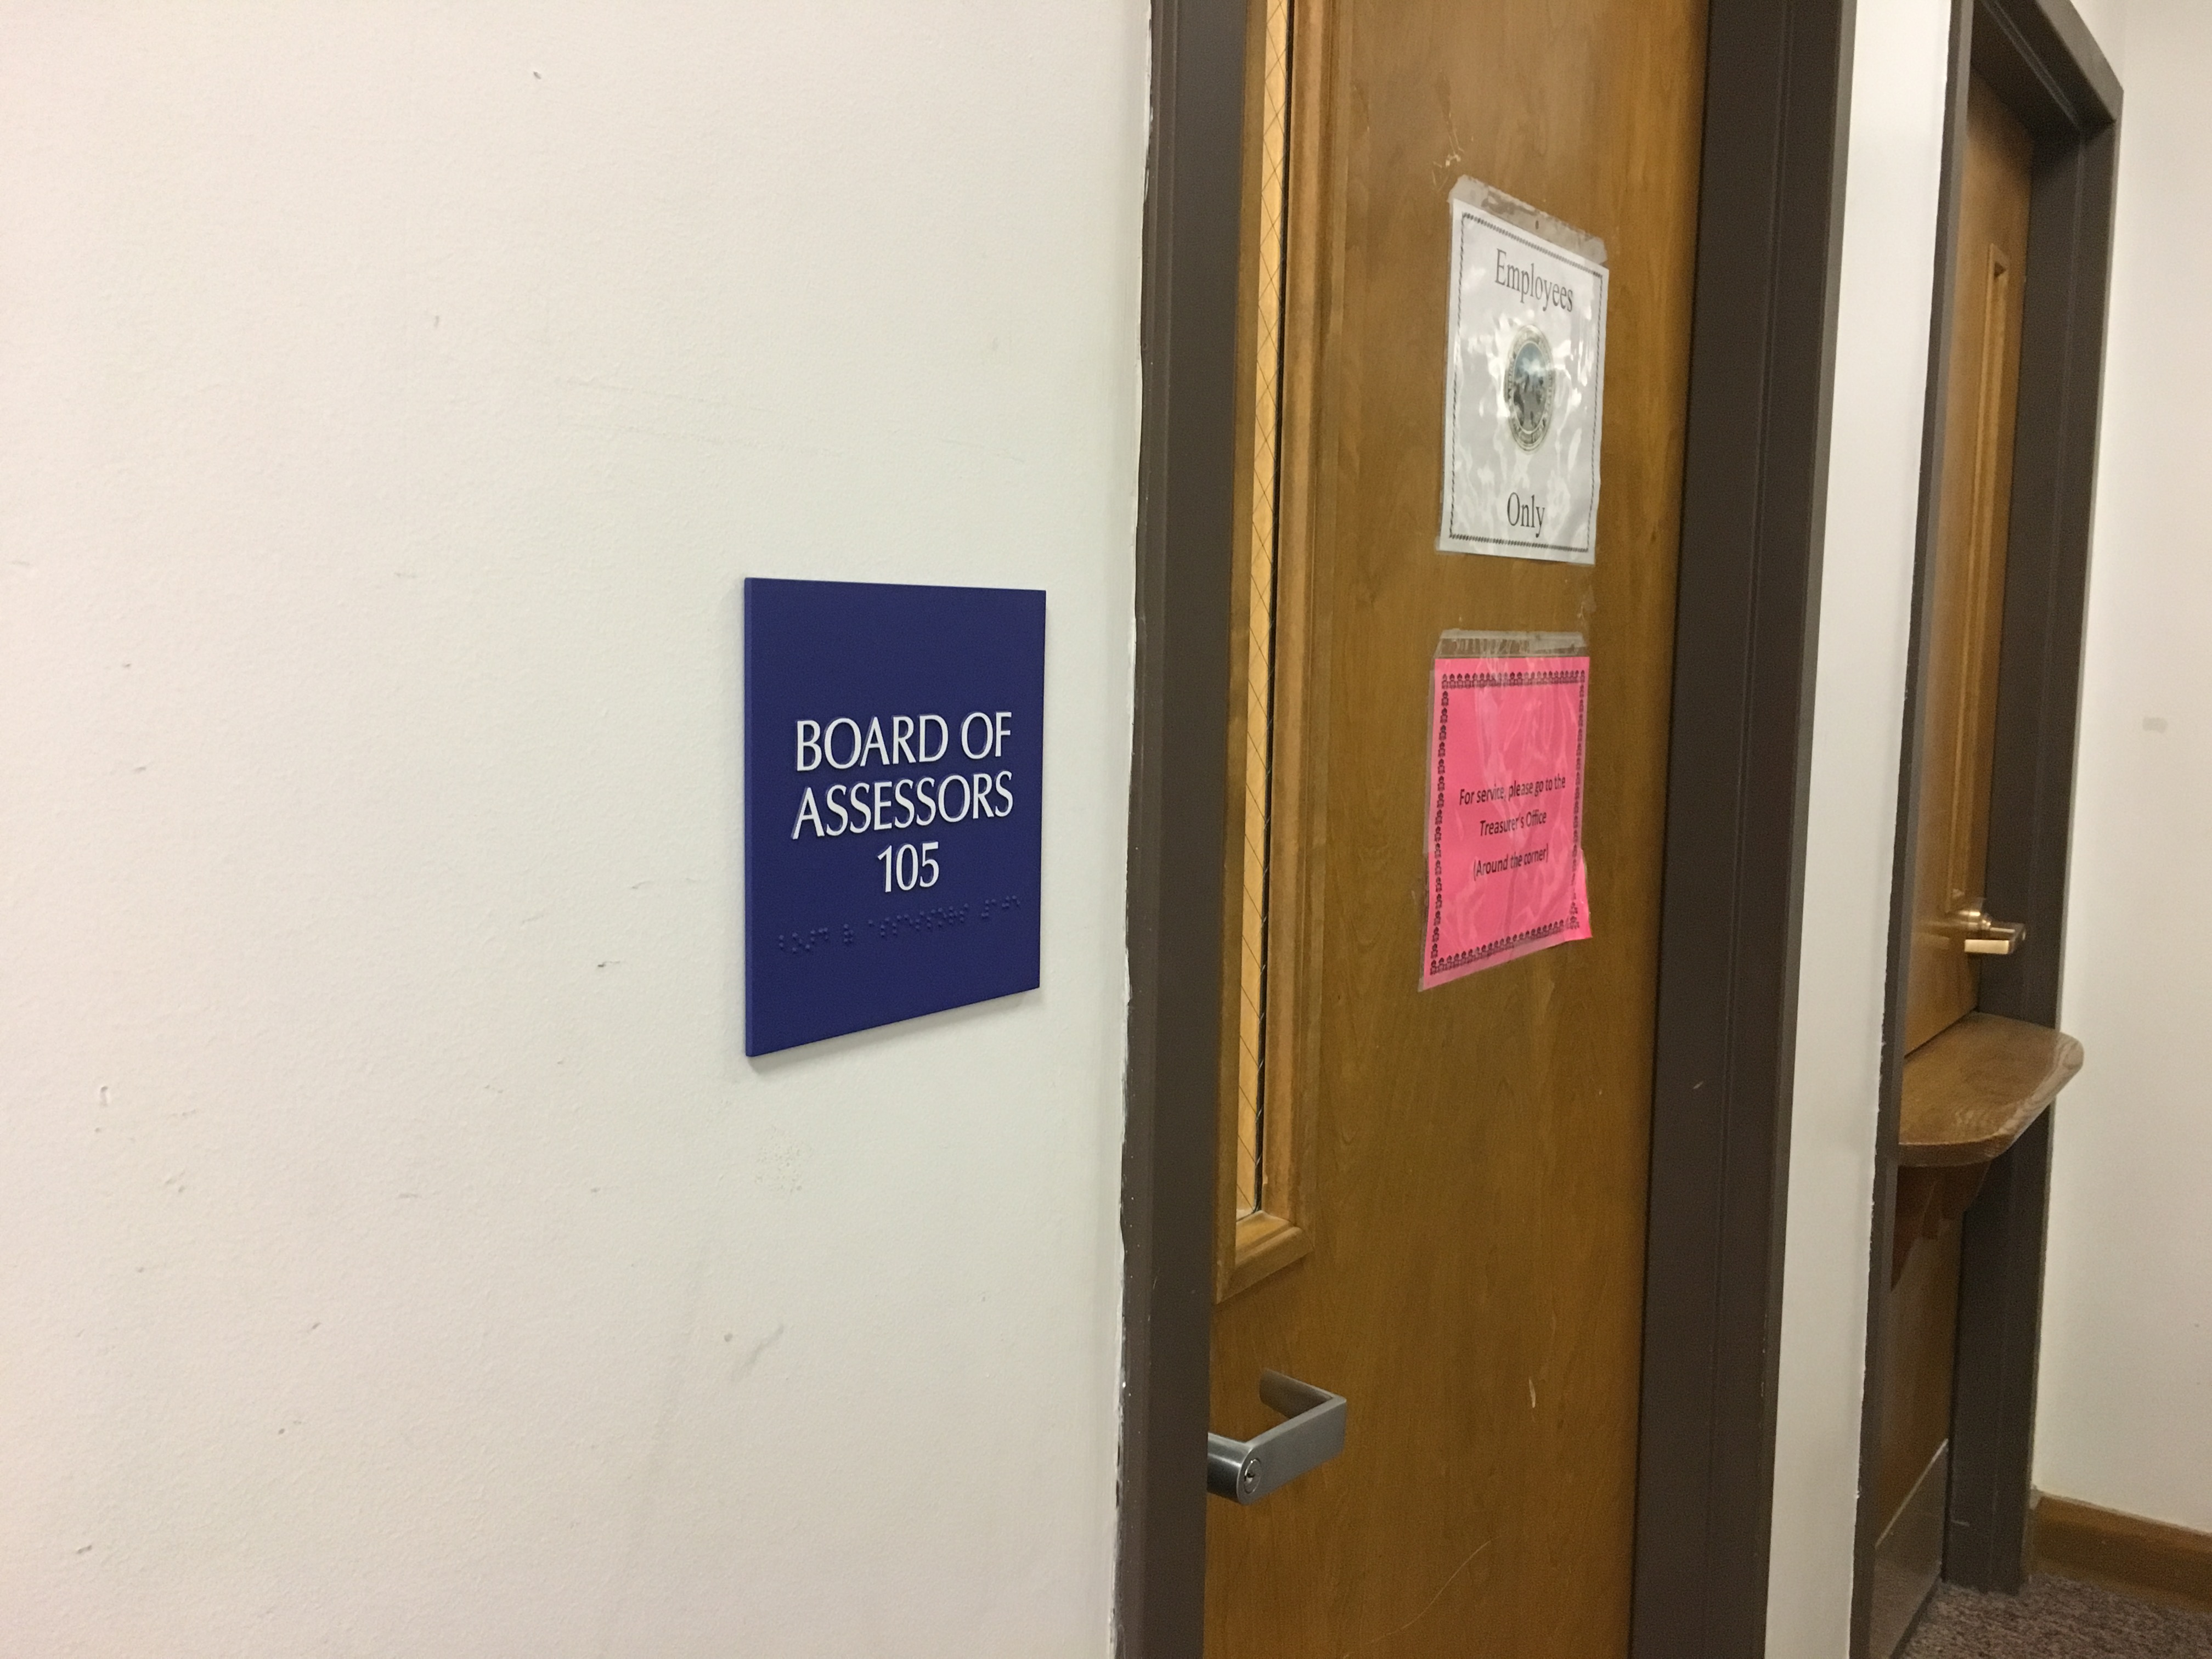 BOARD OF
ASSESSORS
105
Employees
Only
For service, please go to the
Treasurer's Office
(Around the corner)